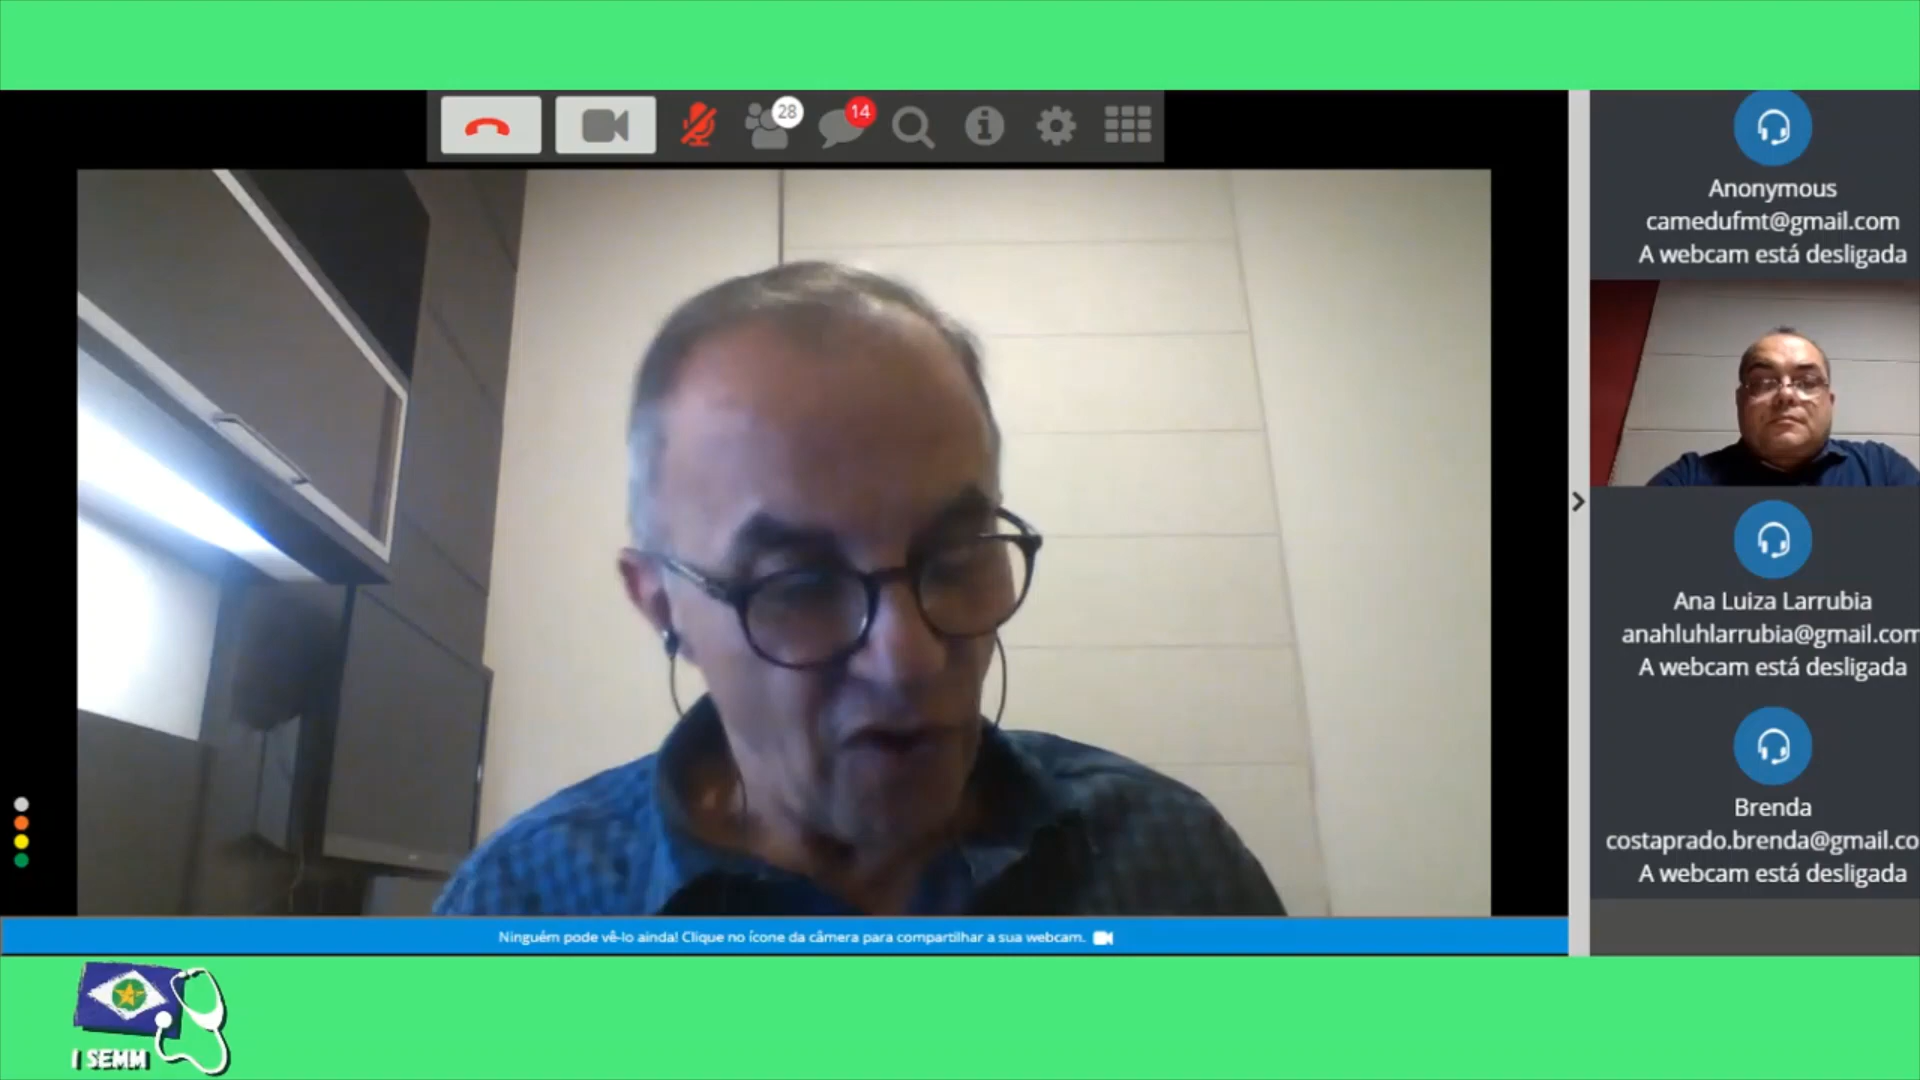 28
14
Anonymous
camedufmt@gmail.com
A webcam está desligada
Ana Luiza Larrubia
anahluhlarrubia@gmail.com
A webcam está desligada
Brenda
costaprado.brenda@gmail.co
A webcam está desligada
Ninguém pode vê-lo ainda! Clique no ícone da câmera para compartilhar a sua webcam.
I SEMM